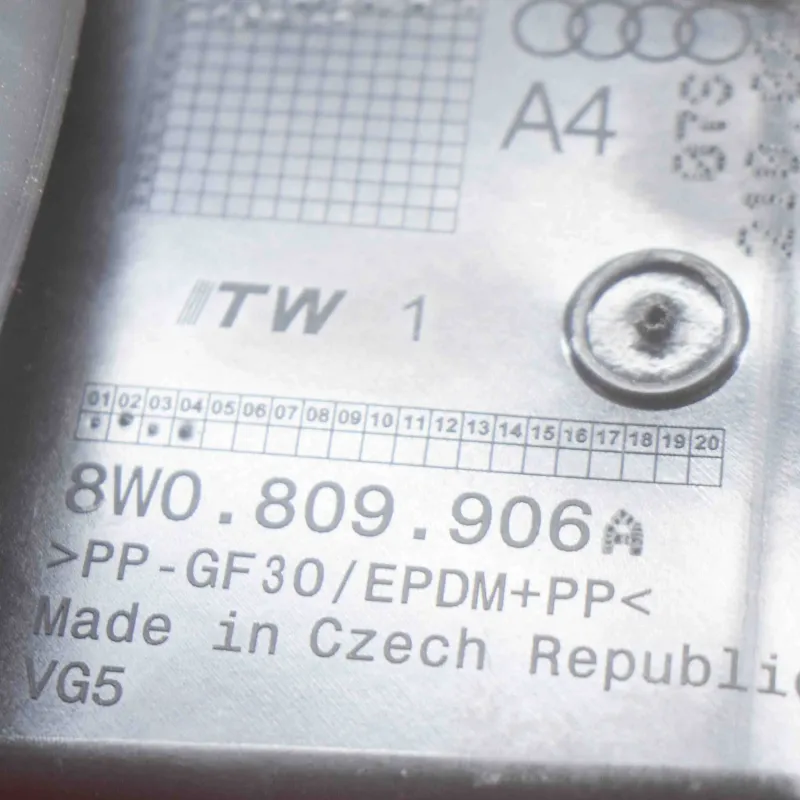 A4
ITW 1
01 02 03 04 05 06 07 08 09 10 11 12 13 14 15 16 17 18 19 20
8W0.809.906A
>PP-GF30/EPDM+PP<
Made in Czech Republic
VG5